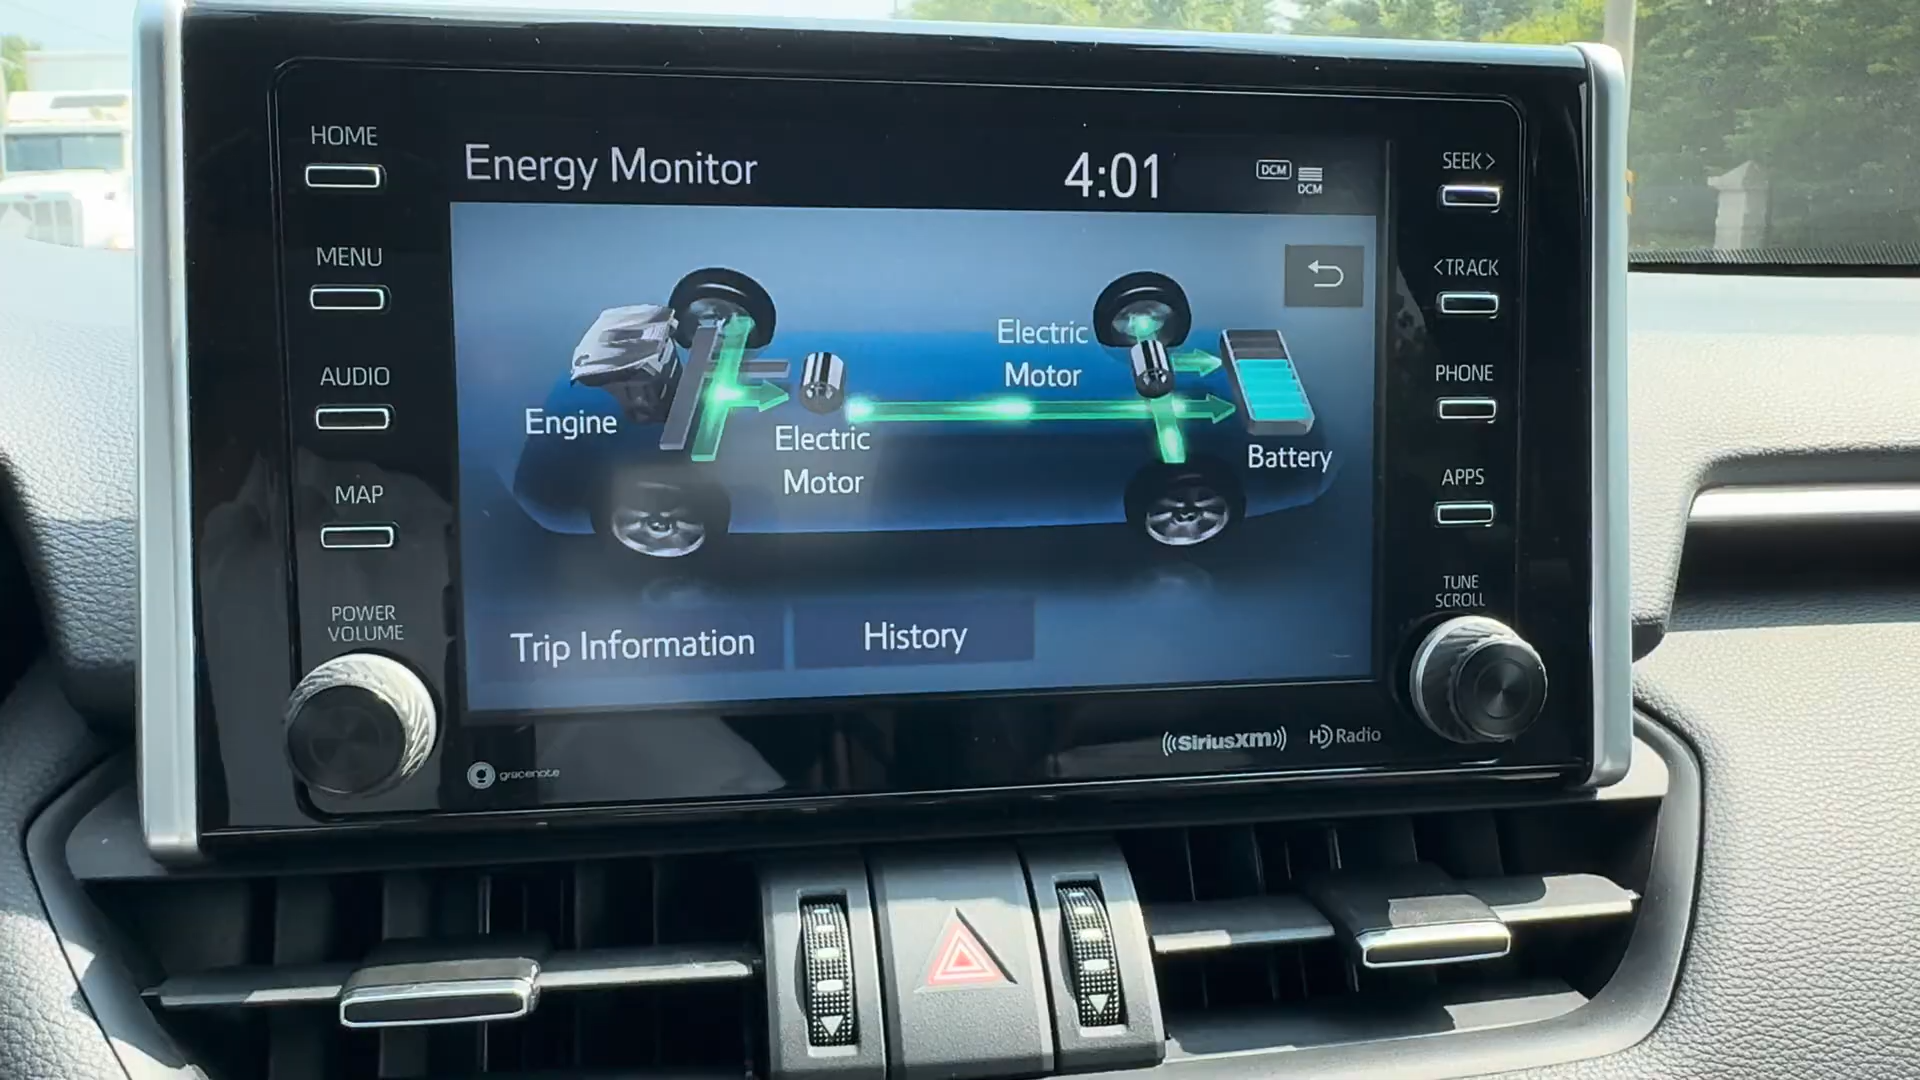 HOME
MENU
AUDIO
MAP
POWER
VOLUME
Energy Monitor
4:01
DCM
DCM
Engine
Electric
Motor
Electric
Motor
Battery
Trip Information
History
SEEK >
< TRACK
PHONE
APPS
TUNE
SCROLL
gracenote
((SiriusXM))
HD Radio